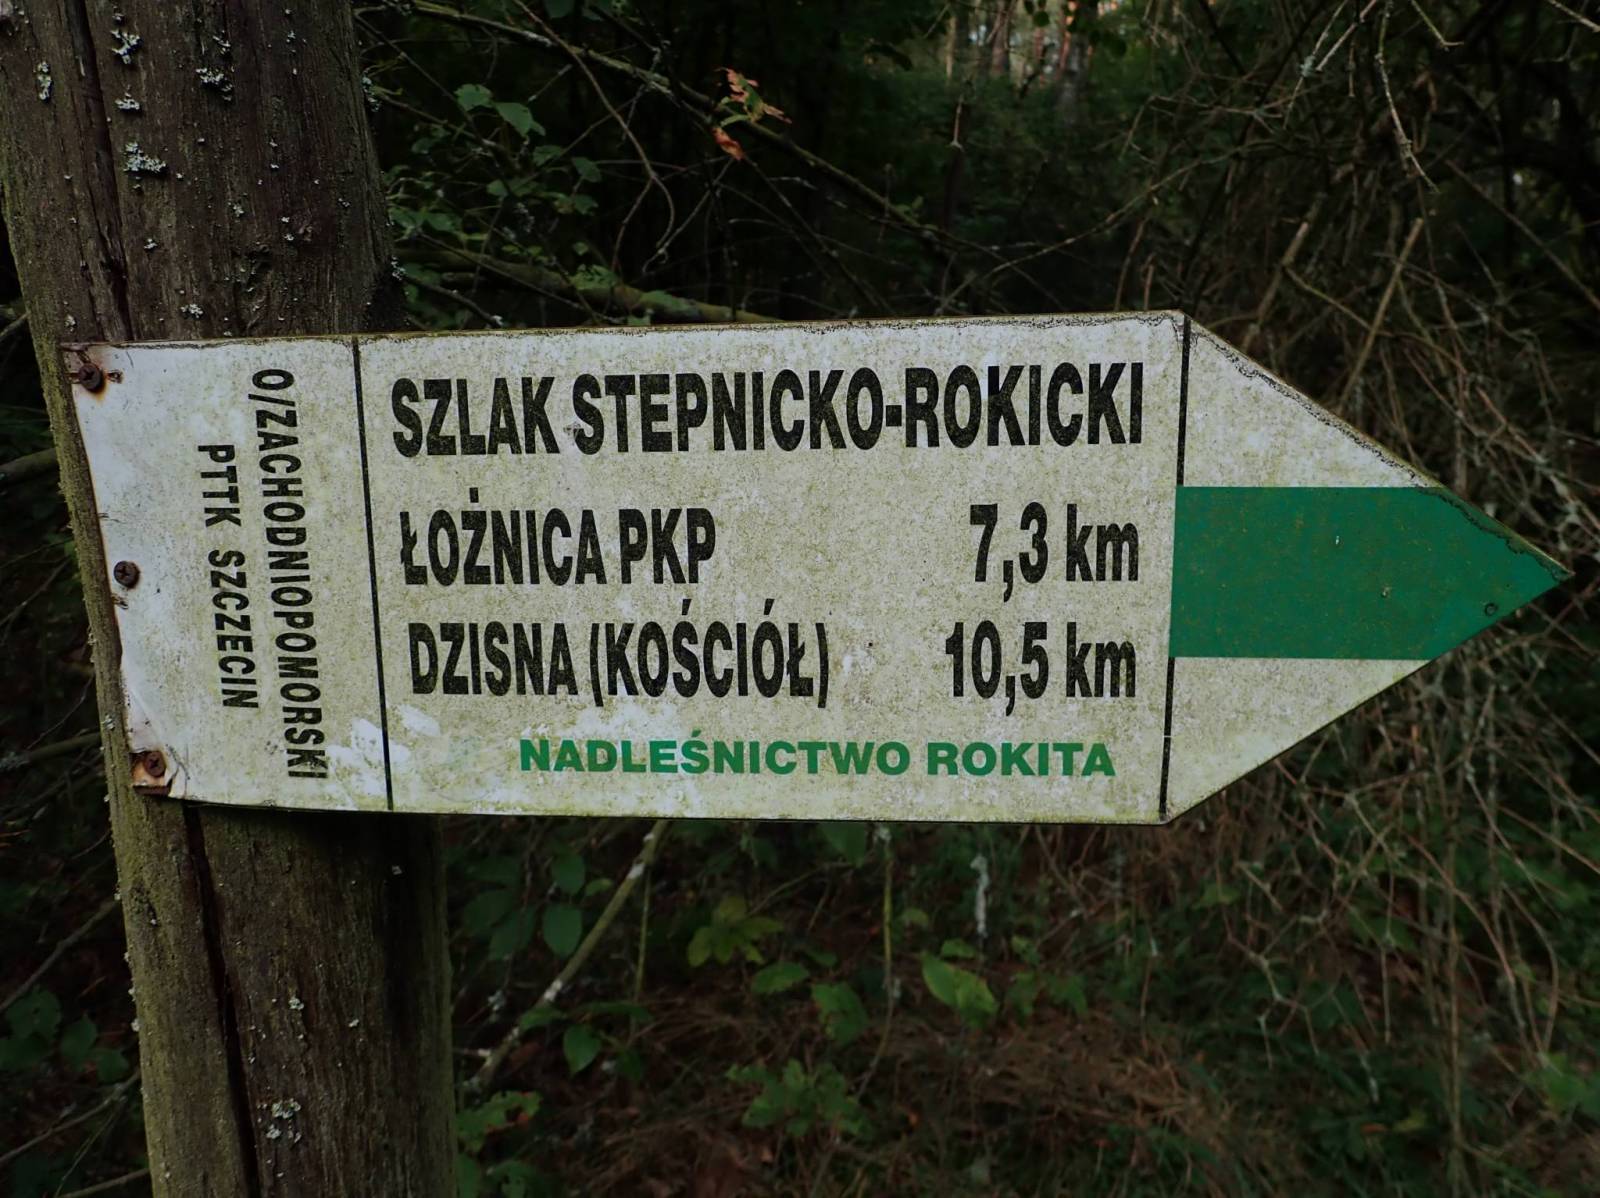 O/ZACHODNIOPOMORSKI
PTTK SZCZECIN
SZLAK STEPNICKO-ROKICKI
ŁOŻNICA PKP 7,3 km
DZISNA (KOŚCIÓŁ) 10,5 km
NADLEŚNICTWO ROKITA